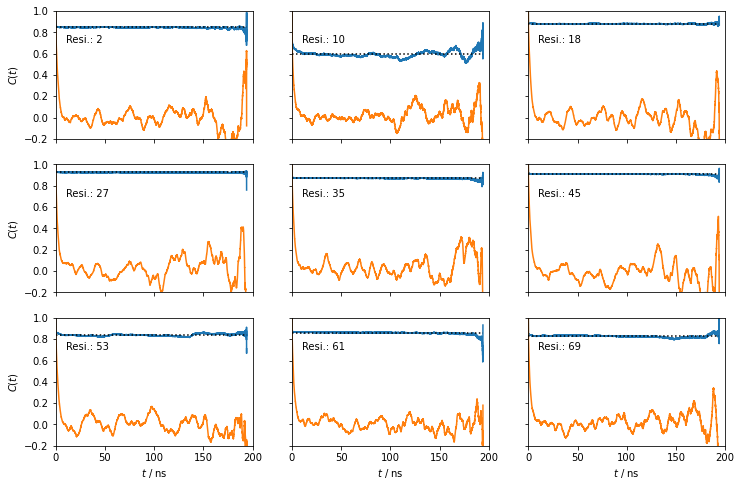 1.0
0.8
0.6
0.4
0.2
0.0
−0.2
C(t)
Resi.: 2
Resi.: 10
Resi.: 18
1.0
0.8
0.6
0.4
0.2
0.0
−0.2
C(t)
Resi.: 27
Resi.: 35
Resi.: 45
1.0
0.8
0.6
0.4
0.2
0.0
−0.2
C(t)
Resi.: 53
Resi.: 61
Resi.: 69
0 50 100 150 200
0 50 100 150 200
0 50 100 150 200
t / ns
t / ns
t / ns